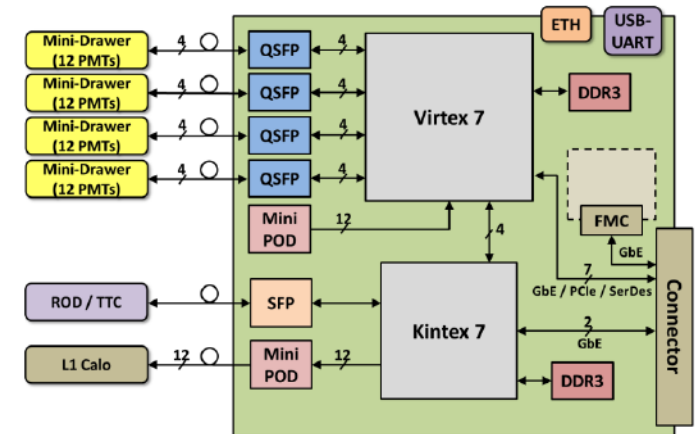 ETH
USB-
UART
Mini-Drawer
(12 PMTs)
4
QSFP
4
Mini-Drawer
(12 PMTs)
4
QSFP
4
Mini-Drawer
(12 PMTs)
4
QSFP
4
Mini-Drawer
(12 PMTs)
4
QSFP
4
Virtex 7
DDR3
Mini
POD
12
4
FMC
GbE
7
GbE / PCIe / SerDes
Connector
ROD / TTC
SFP
Kintex 7
2
GbE
L1 Calo
12
Mini
POD
12
DDR3